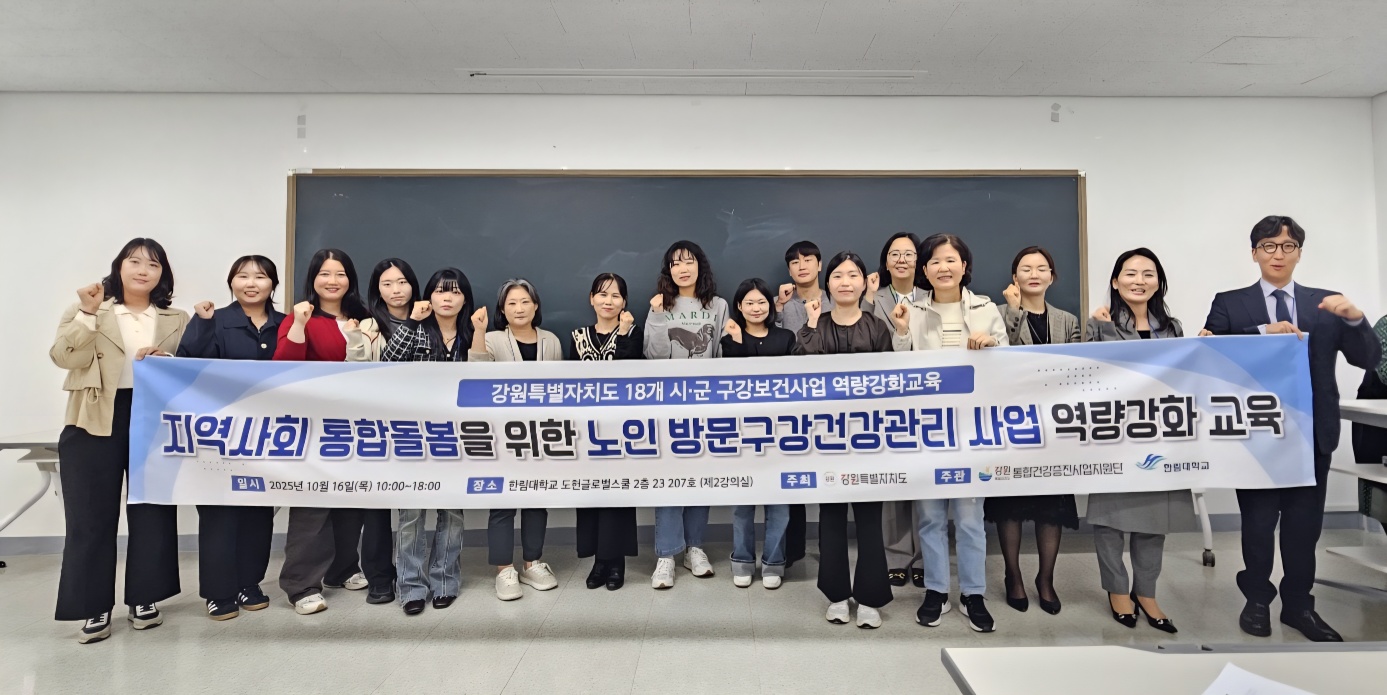 MARDI
강원특별자치도 18개 시·군 구강보건사업 역량강화교육
지역사회 통합돌봄을 위한 노인 방문구강건강관리 사업 역량강화 교육
일시 2025년 10월 16일(목) 10:00~18:00 장소 한림대학교 도헌글로벌스쿨 2층 23 207호 (제2강의실) 주최 강원특별자치도 주관 강원 통합건강증진사업지원단 한림대학교